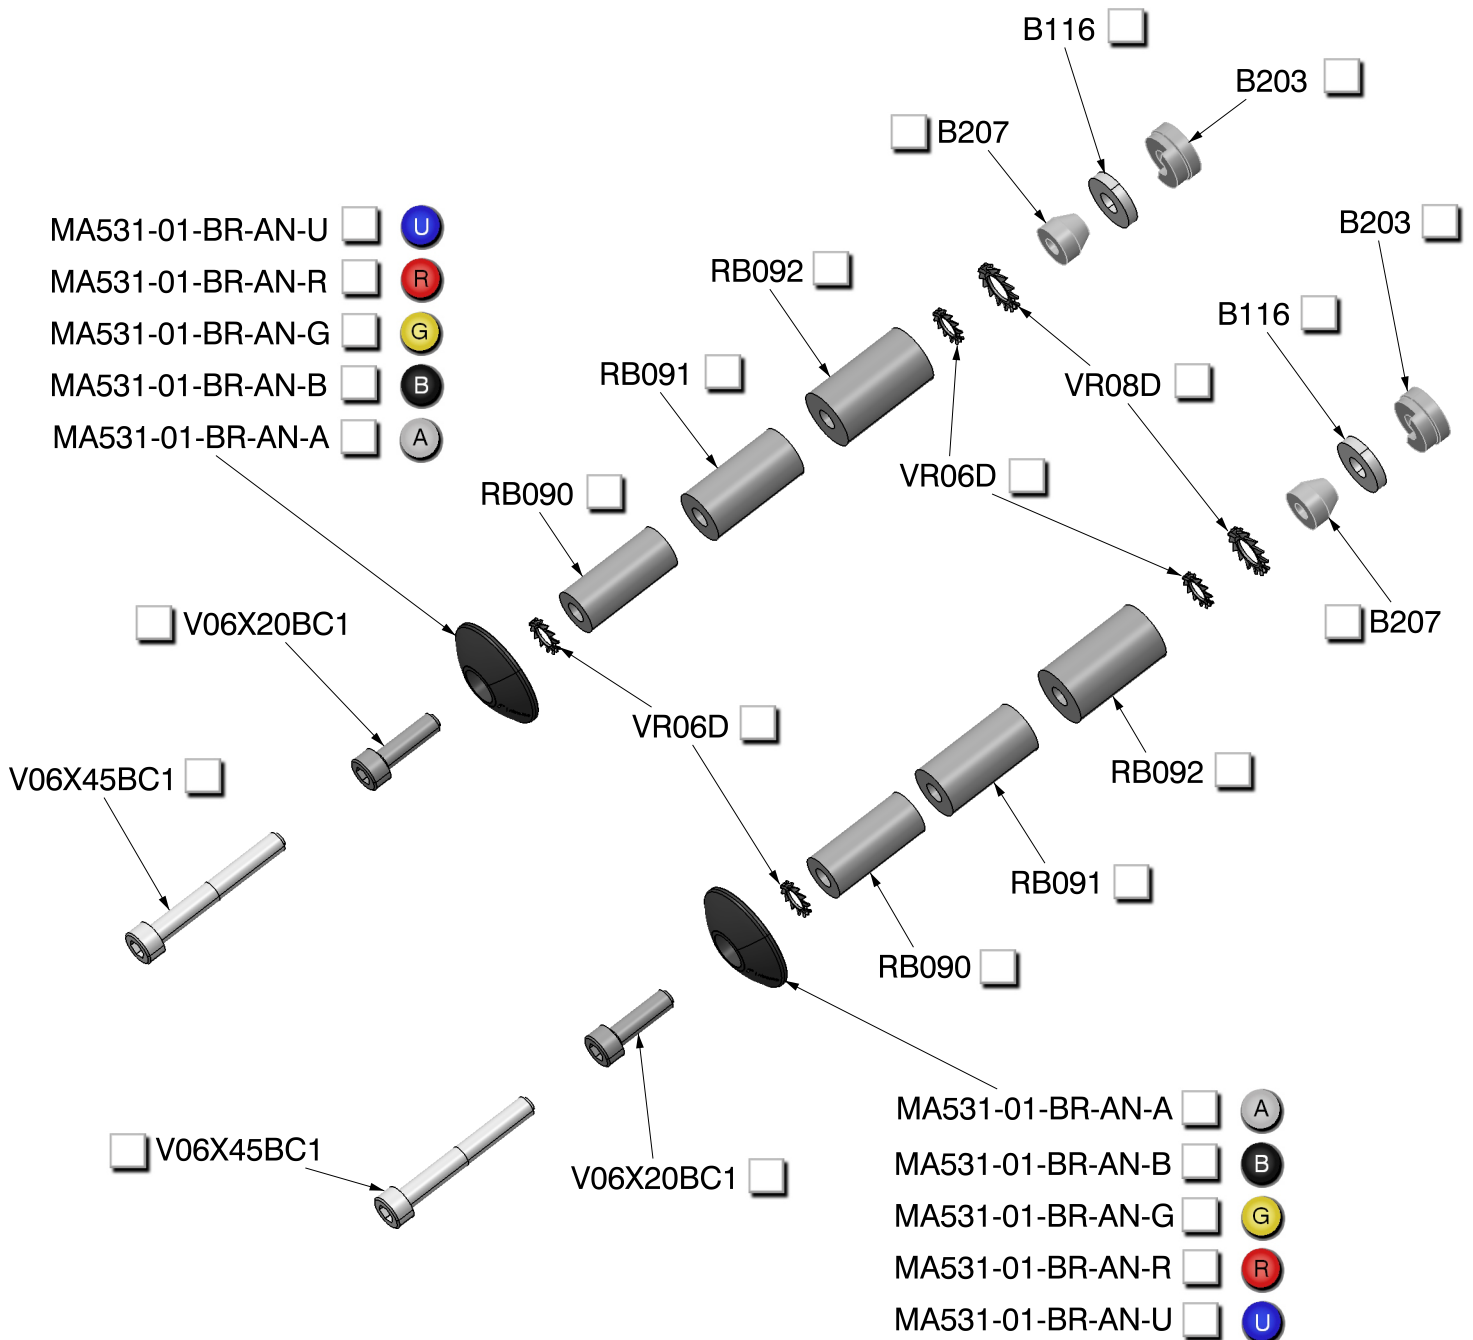 B116
B203
B207
MA531-01-BR-AN-U U
MA531-01-BR-AN-R R
MA531-01-BR-AN-G G
MA531-01-BR-AN-B B
MA531-01-BR-AN-A A
B203
RB092
B116
RB091
VR08D
RB090
VR06D
V06X20BC1
B207
VR06D
V06X45BC1
RB092
RB091
RB090
MA531-01-BR-AN-A A
V06X45BC1
MA531-01-BR-AN-B B
V06X20BC1
MA531-01-BR-AN-G G
MA531-01-BR-AN-R R
MA531-01-BR-AN-U U